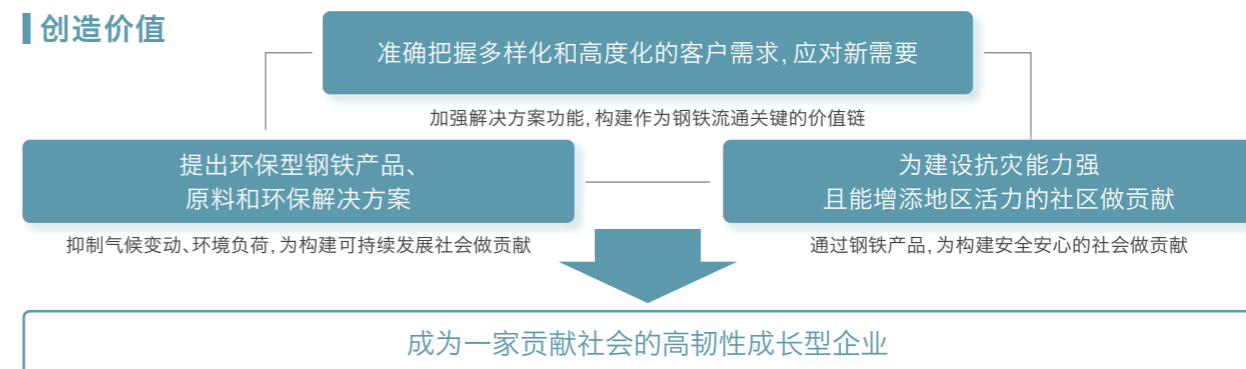 创造价值
准确把握多样化和高度化的客户需求,应对新需要
加强解决方案功能,构建作为钢铁流通关键的价值链
提出环保型钢铁产品、
原料和环保解决方案
抑制气候变动、环境负荷,为构建可持续发展社会做贡献
为建设抗灾能力强
且能增添地区活力的社区做贡献
通过钢铁产品,为构建安全安心的社会做贡献
成为一家贡献社会的高韧性成长型企业